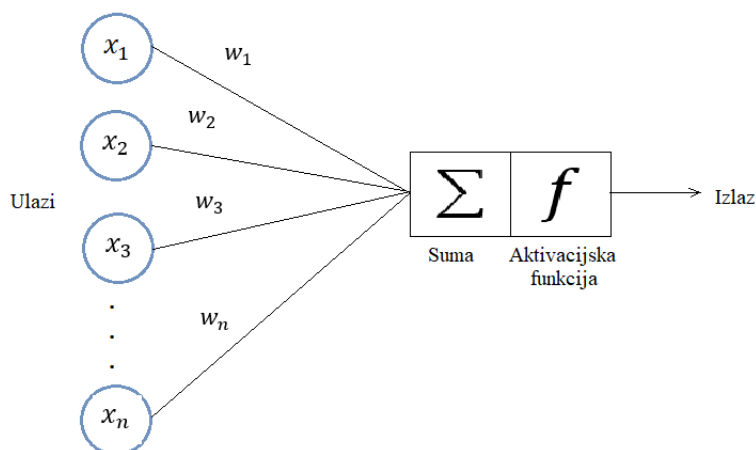 x₁
w₁
x₂
w₂
Ulazi
x₃
w₃
.
.
.
wₙ
xₙ
∑
f
Suma
Aktivacijska
funkcija
Izlaz